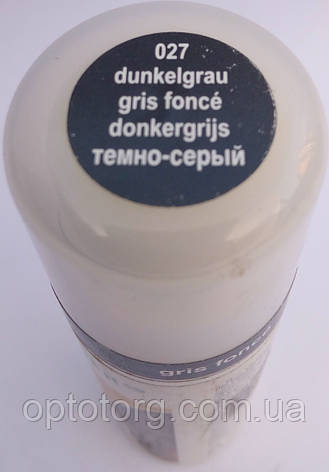 027
dunkelgrau
gris foncé
donkergrijs
темно-серый
gris foncé
optotorg.com.ua